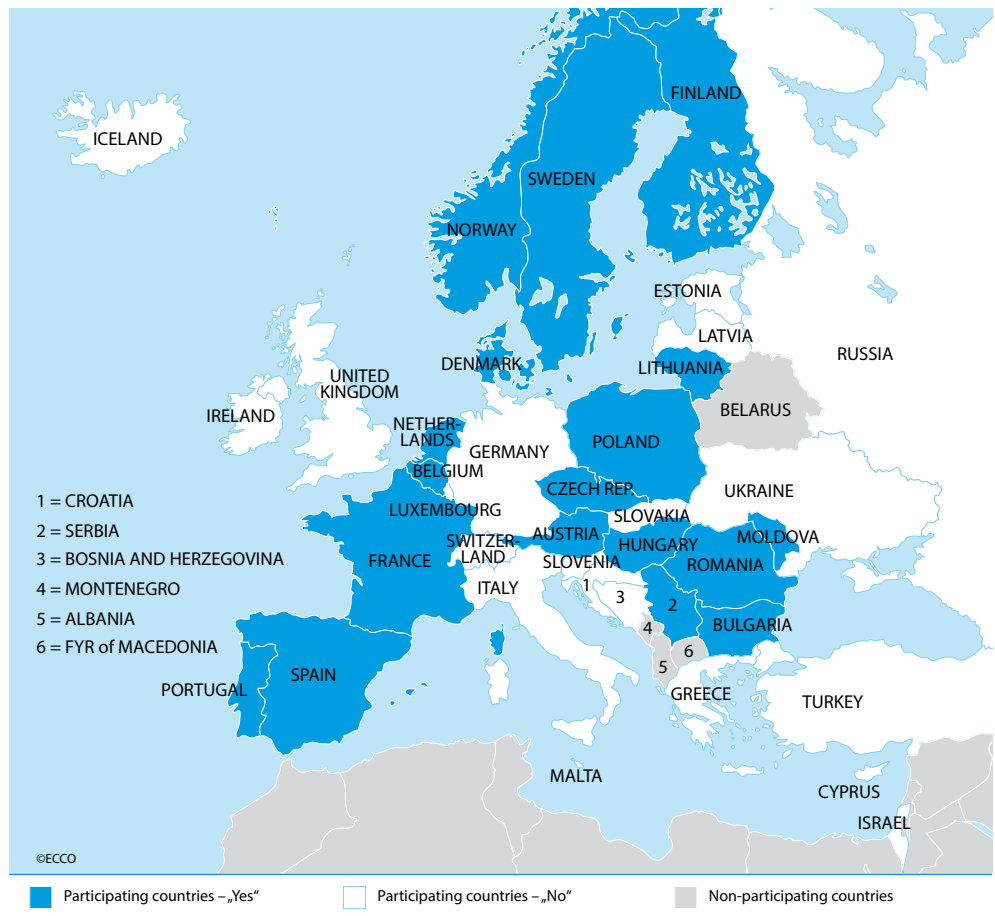 ICELAND
FINLAND
SWEDEN
NORWAY
ESTONIA
LATVIA
RUSSIA
DENMARK
LITHUANIA
UNITED
KINGDOM
BELARUS
IRELAND
NETHER-
LANDS
POLAND
GERMANY
BELGIUM
CZECH REP.
UKRAINE
1 = CROATIA
2 = SERBIA
3 = BOSNIA AND HERZEGOVINA
4 = MONTENEGRO
5 = ALBANIA
6 = FYR of MACEDONIA
LUXEMBOURG
SLOVAKIA
AUSTRIA
MOLDOVA
SWITZER-
LAND
HUNGARY
FRANCE
SLOVENIA
ROMANIA
ITALY
1
3
2
BULGARIA
4
6
5
SPAIN
PORTUGAL
GREECE
TURKEY
MALTA
CYPRUS
ISRAEL
©ECCO
Participating countries – „Yes“
Participating countries – „No“
Non-participating countries